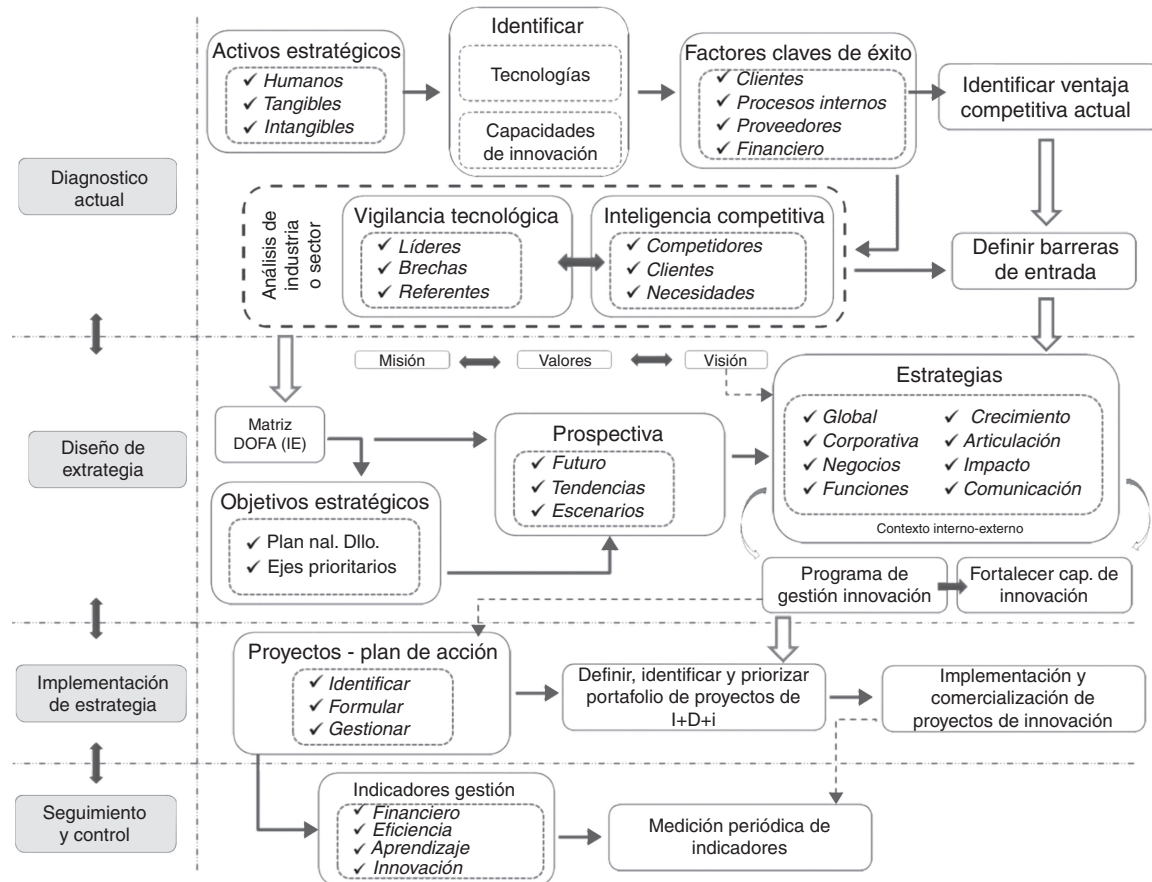 Diagnostico
actual
Activos estratégicos
✓ Humanos
✓ Tangibles
✓ Intangibles
Identificar
Tecnologías
Capacidades
de innovación
Factores claves de éxito
✓ Clientes
✓ Procesos internos
✓ Proveedores
✓ Financiero
Identificar ventaja
competitiva actual
Análisis de
industria
o sector
Vigilancia tecnológica
✓ Líderes
✓ Brechas
✓ Referentes
Inteligencia competitiva
✓ Competidores
✓ Clientes
✓ Necesidades
Definir barreras
de entrada
Diseño de
extrategia
Misión
Valores
Visión
Matriz
DOFA (IE)
Objetivos estratégicos
✓ Plan nal. Dllo.
✓ Ejes prioritarios
Prospectiva
✓ Futuro
✓ Tendencias
✓ Escenarios
Estrategias
✓ Global
✓ Corporativa
✓ Negocios
✓ Funciones
✓ Crecimiento
✓ Articulación
✓ Impacto
✓ Comunicación
Contexto interno-externo
Programa de
gestión innovación
Fortalecer cap. de
innovación
Implementación
de estrategia
Proyectos - plan de acción
✓ Identificar
✓ Formular
✓ Gestionar
Definir, identificar y priorizar
portafolio de proyectos de
I+D+i
Implementación y
comercialización de
proyectos de innovación
Seguimiento
y control
Indicadores gestión
✓ Financiero
✓ Eficiencia
✓ Aprendizaje
✓ Innovación
Medición periódica de
indicadores